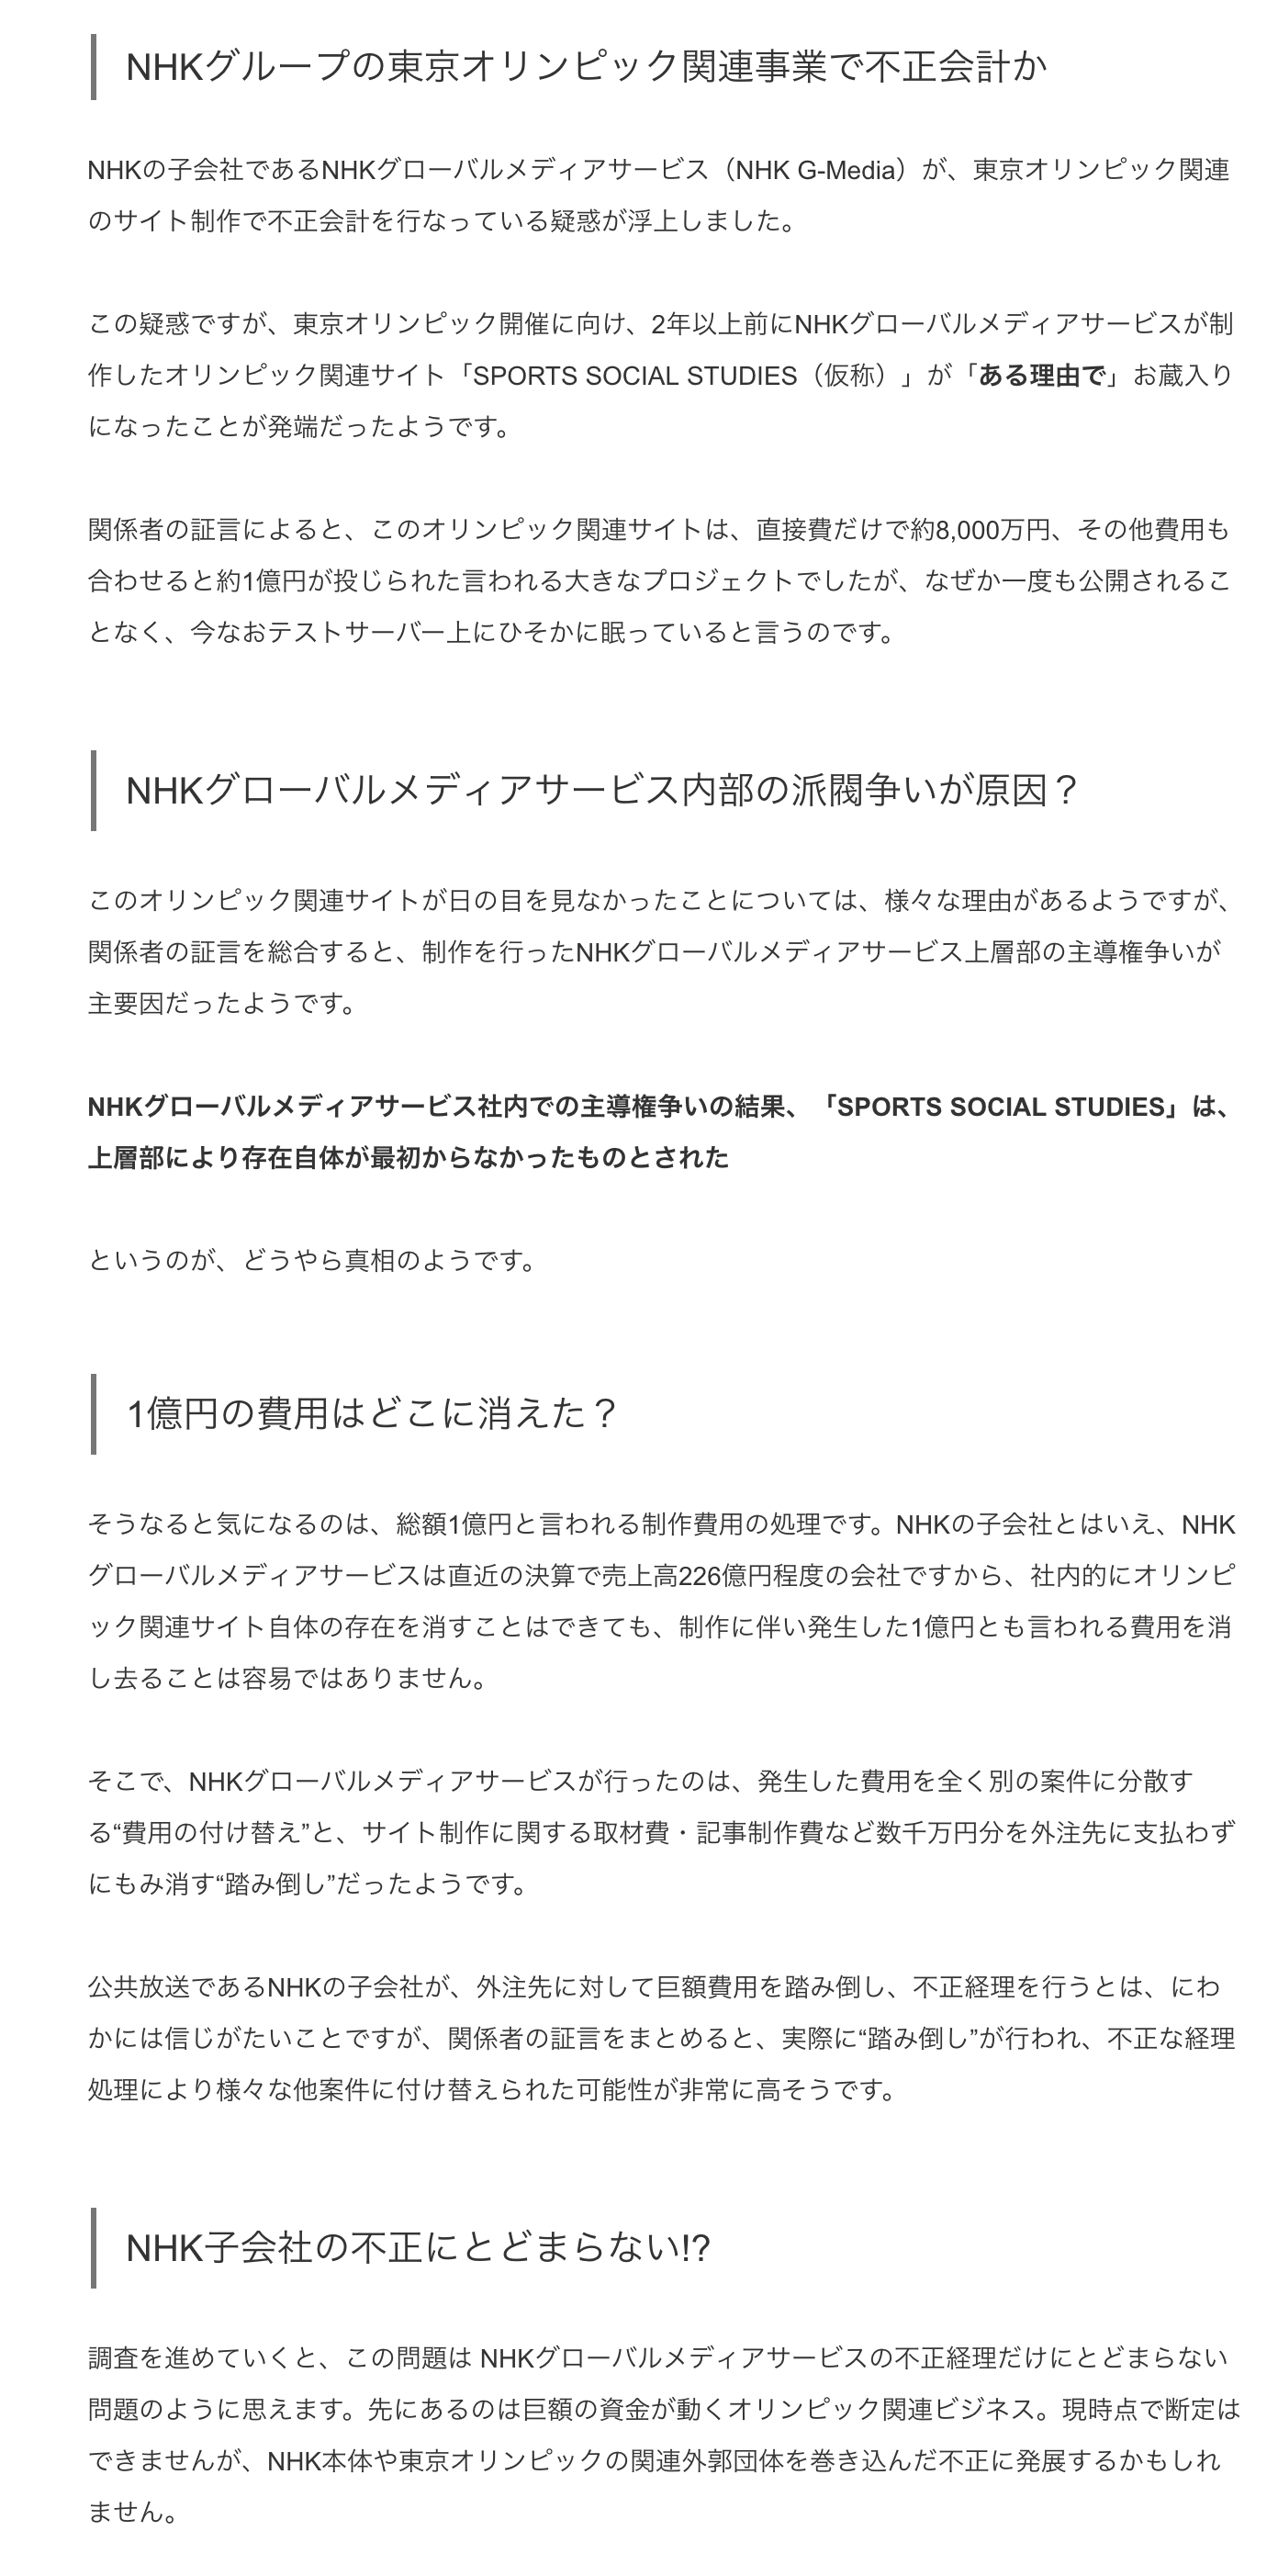 NHKグループの東京オリンピック関連事業で不正会計か
NHKの子会社であるNHKグローバルメディアサービス（NHK G-Media）が、東京オリンピック関連
のサイト制作で不正会計を行なっている疑惑が浮上しました。
この疑惑ですが、東京オリンピック開催に向け、2年以上前にNHKグローバルメディアサービスが制
作したオリンピック関連サイト「SPORTS SOCIAL STUDIES（仮称）」が「ある理由で」お蔵入り
になったことが発端だったようです。
関係者の証言によると、このオリンピック関連サイトは、直接費だけで約8,000万円、その他費用も
合わせると約1億円が投じられた言われる大きなプロジェクトでしたが、なぜか一度も公開されるこ
となく、今なおテストサーバー上にひそかに眠っていると言うのです。
NHKグローバルメディアサービス内部の派閥争いが原因？
このオリンピック関連サイトが日の目を見なかったことについては、様々な理由があるようですが、
関係者の証言を総合すると、制作を行ったNHKグローバルメディアサービス上層部の主導権争いが
主要因だったようです。
NHKグローバルメディアサービス社内での主導権争いの結果、「SPORTS SOCIAL STUDIES」は、
上層部により存在自体が最初からなかったものとされた
というのが、どうやら真相のようです。
1億円の費用はどこに消えた？
そうなると気になるのは、総額1億円と言われる制作費用の処理です。NHKの子会社とはいえ、NHK
グローバルメディアサービスは直近の決算で売上高226億円程度の会社ですから、社内的にオリンピ
ック関連サイト自体の存在を消すことはできても、制作に伴い発生した1億円とも言われる費用を消
し去ることは容易ではありません。
そこで、NHKグローバルメディアサービスが行ったのは、発生した費用を全く別の案件に分散す
る“費用の付け替え”と、サイト制作に関する取材費・記事制作費など数千万円分を外注先に支払わず
にもみ消す“踏み倒し”だったようです。
公共放送であるNHKの子会社が、外注先に対して巨額費用を踏み倒し、不正経理を行うとは、にわ
かには信じがたいことですが、関係者の証言をまとめると、実際に“踏み倒し”が行われ、不正な経理
処理により様々な他案件に付け替えられた可能性が非常に高そうです。
NHK子会社の不正にとどまらない!?
調査を進めていくと、この問題は NHKグローバルメディアサービスの不正経理だけにとどまらない
問題のように思えます。先にあるのは巨額の資金が動くオリンピック関連ビジネス。現時点で断定は
できませんが、NHK本体や東京オリンピックの関連外郭団体を巻き込んだ不正に発展するかもしれ
ません。